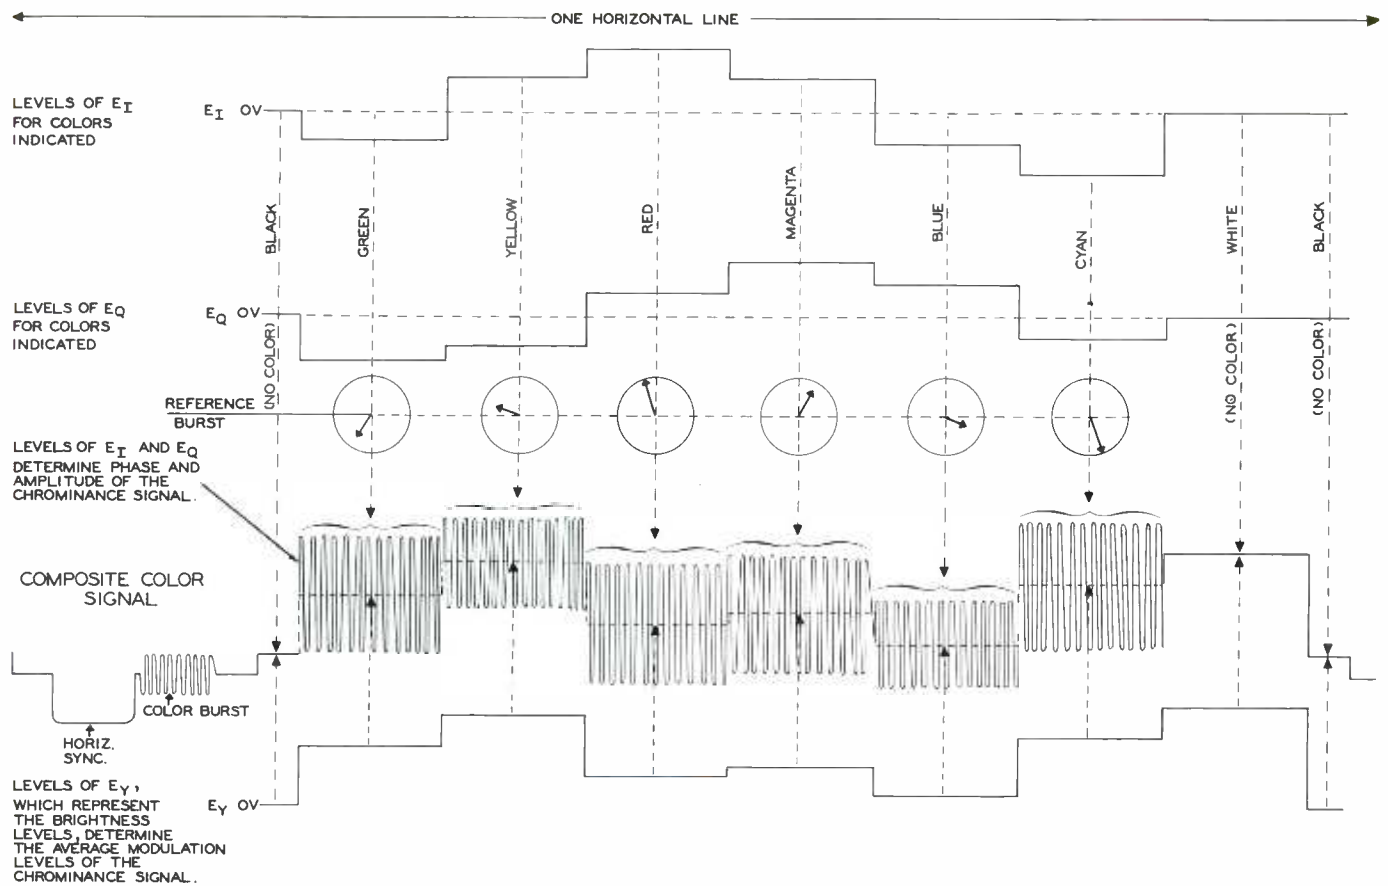 ONE HORIZONTAL LINE
LEVELS OF EI
FOR COLORS
INDICATED
EI OV
BLACK
GREEN
YELLOW
RED
MAGENTA
BLUE
CYAN
WHITE
BLACK
LEVELS OF EQ
FOR COLORS
INDICATED
EQ OV
(NO COLOR)
(NO COLOR)
(NO COLOR)
REFERENCE
BURST
LEVELS OF EI AND EQ
DETERMINE PHASE AND
AMPLITUDE OF THE
CHROMINANCE SIGNAL.
COMPOSITE COLOR
SIGNAL
COLOR BURST
HORIZ.
SYNC.
LEVELS OF EY,
WHICH REPRESENT
THE BRIGHTNESS
LEVELS, DETERMINE
THE AVERAGE MODULATION
LEVELS OF THE
CHROMINANCE SIGNAL.
EY OV